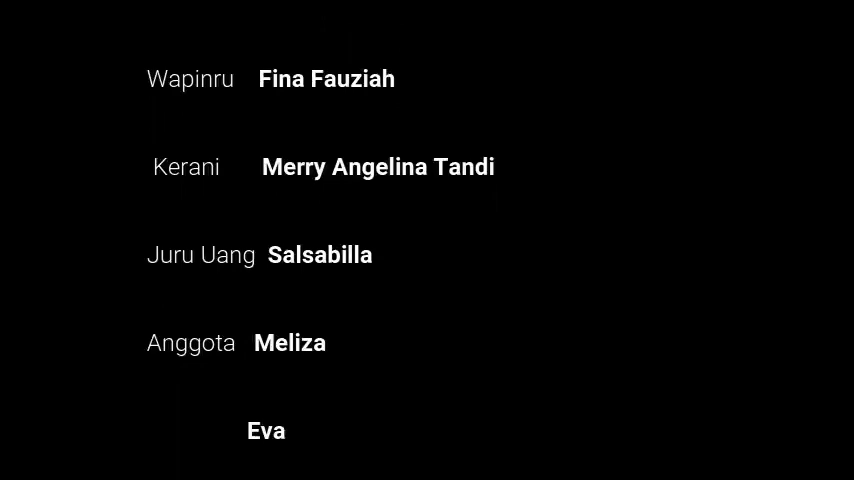 Wapinru Fina Fauziah
Kerani Merry Angelina Tandi
Juru Uang Salsabilla
Anggota Meliza
Eva